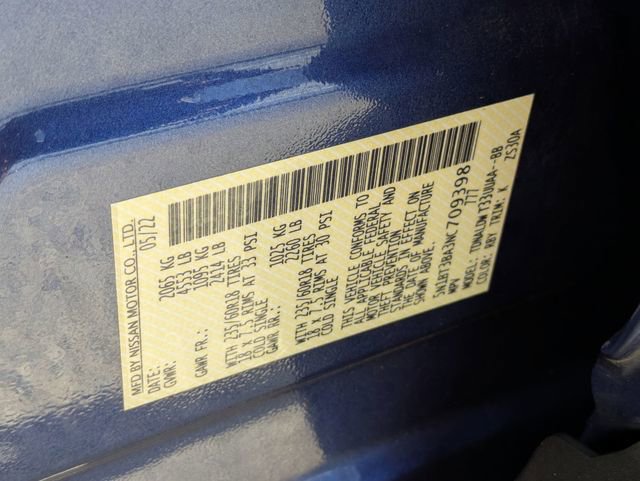 MFD BY NISSAN MOTOR CO., LTD.
DATE: 05/22
GVWR: 2065 KG
4553 LB
GAWR FR.: 1095 KG
2414 LB
WITH 235/60R18 TIRES
18 X 7.5 RIMS AT 33 PSI
COLD SINGLE
GAWR RR.: 1025 KG
2260 LB
WITH 235/60R18 TIRES
18 X 7.5 RIMS AT 30 PSI
COLD SINGLE
THIS VEHICLE CONFORMS TO
ALL APPLICABLE FEDERAL
MOTOR VEHICLE SAFETY AND
THEFT PREVENTION
STANDARDS IN EFFECT ON
THE DATE OF MANUFACTURE
ABOVE.
5N1BT3BA3NC709398
MPV 777
MODEL: TDNALDW T33UUAA--BB
COLOR: RBY TRIM: K ZS30A